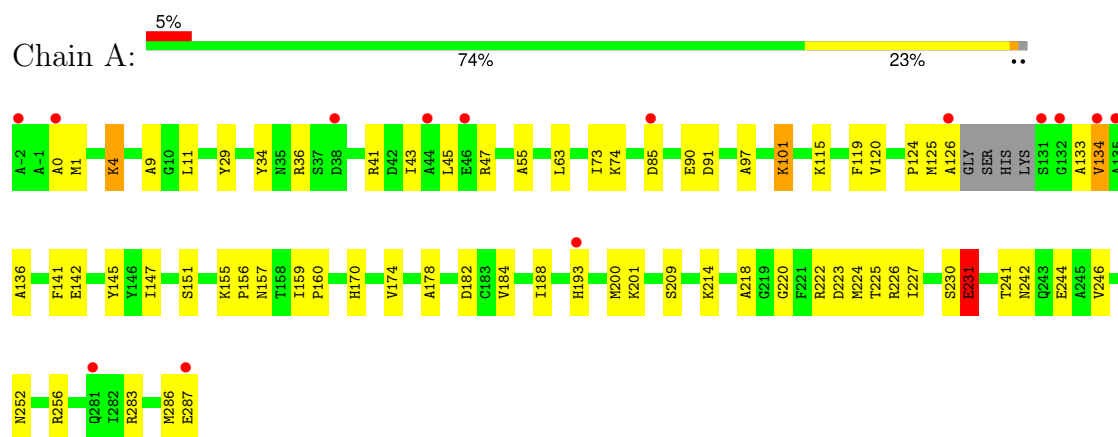 5%
Chain A:
74% 23% ••
A-2 A-1 A0 M1 K4 A9 G10 L11 Y29 Y34 N35 R36 S37 D38 R41 D42 I43 A44 L45 E46 R47 A55 L63 I73 K74 D85 E90 D91 A97 K101 K115 F119 V120 P124 M125 A126 GLY SER HIS LYS S131 G132 A133 V134 A135
A136 F141 E142 Y145 Y146 I147 S151 K155 P156 N157 T158 I159 P160 H170 V174 A178 D182 C183 V184 I188 H193 M200 K201 S209 K214 A218 G219 G220 F221 R222 D223 M224 T225 R226 I227 S230 E231 T241 N242 Q243 E244 A245 V246
N252 R256 Q281 I282 R283 M286 E287